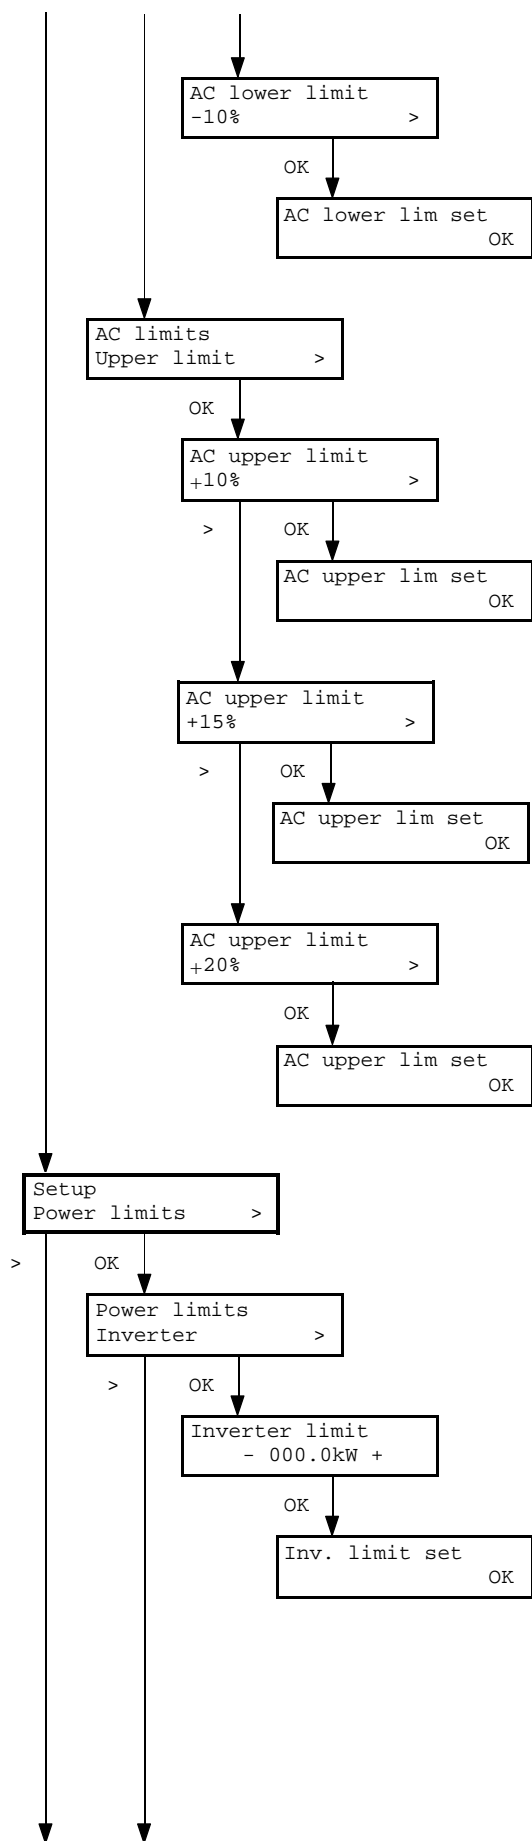 AC lower limit
-10% >
OK
AC lower lim set
OK
AC limits
Upper limit >
OK
AC upper limit
+10% >
> OK
AC upper lim set
OK
AC upper limit
+15% >
> OK
AC upper lim set
OK
AC upper limit
+20% >
OK
AC upper lim set
OK
Setup
Power limits >
> OK
Power limits
Inverter >
> OK
Inverter limit
- 000.0kW +
OK
Inv. limit set
OK